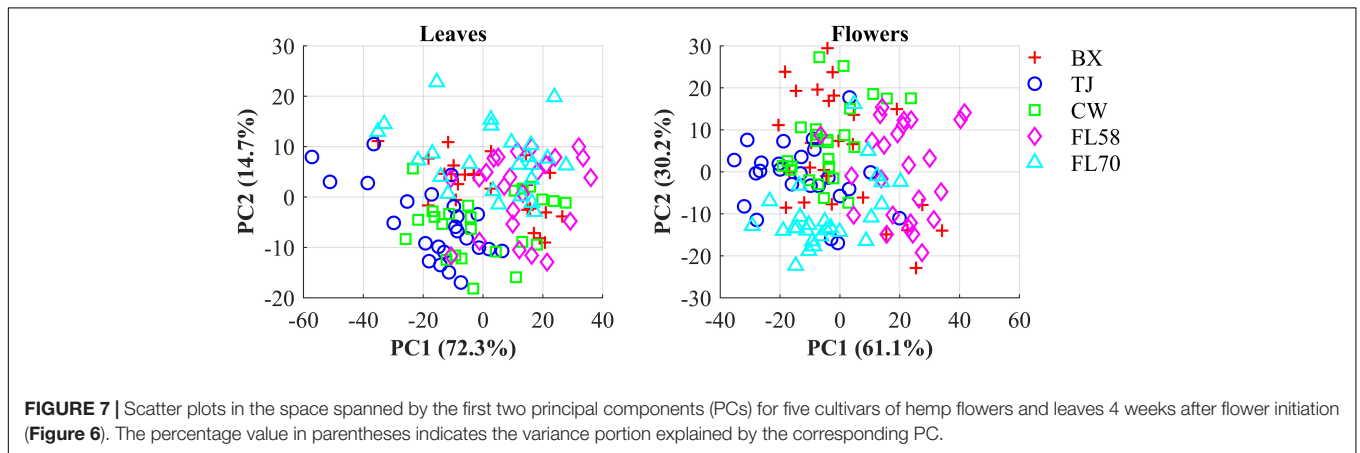 Leaves
30
20
10
0
-10
-20
PC2 (14.7%)
-60 -40 -20 0 20 40
PC1 (72.3%)
Flowers
30
20
10
0
-10
-20
-30
PC2 (30.2%)
-40 -20 0 20 40 60
PC1 (61.1%)
BX
TJ
CW
FL58
FL70
FIGURE 7 | Scatter plots in the space spanned by the first two principal components (PCs) for five cultivars of hemp flowers and leaves 4 weeks after flower initiation
(Figure 6). The percentage value in parentheses indicates the variance portion explained by the corresponding PC.